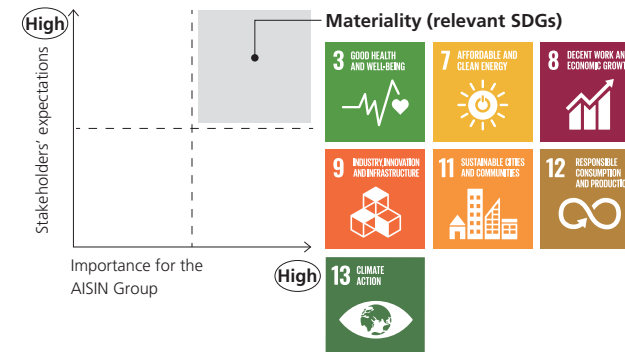 High
Materiality (relevant SDGs)
Stakeholders' expectations
Importance for the
AISIN Group
High
3 GOOD HEALTH
AND WELL-BEING
7 AFFORDABLE AND
CLEAN ENERGY
8 DECENT WORK AN
ECONOMIC GROWT
9 INDUSTRY, INNOVATION
AND INFRASTRUCTURE
11 SUSTAINABLE CITIES
AND COMMUNITIES
12 RESPONSIBLE
CONSUMPTION
AND PRODUCTIO
13 CLIMATE
ACTION